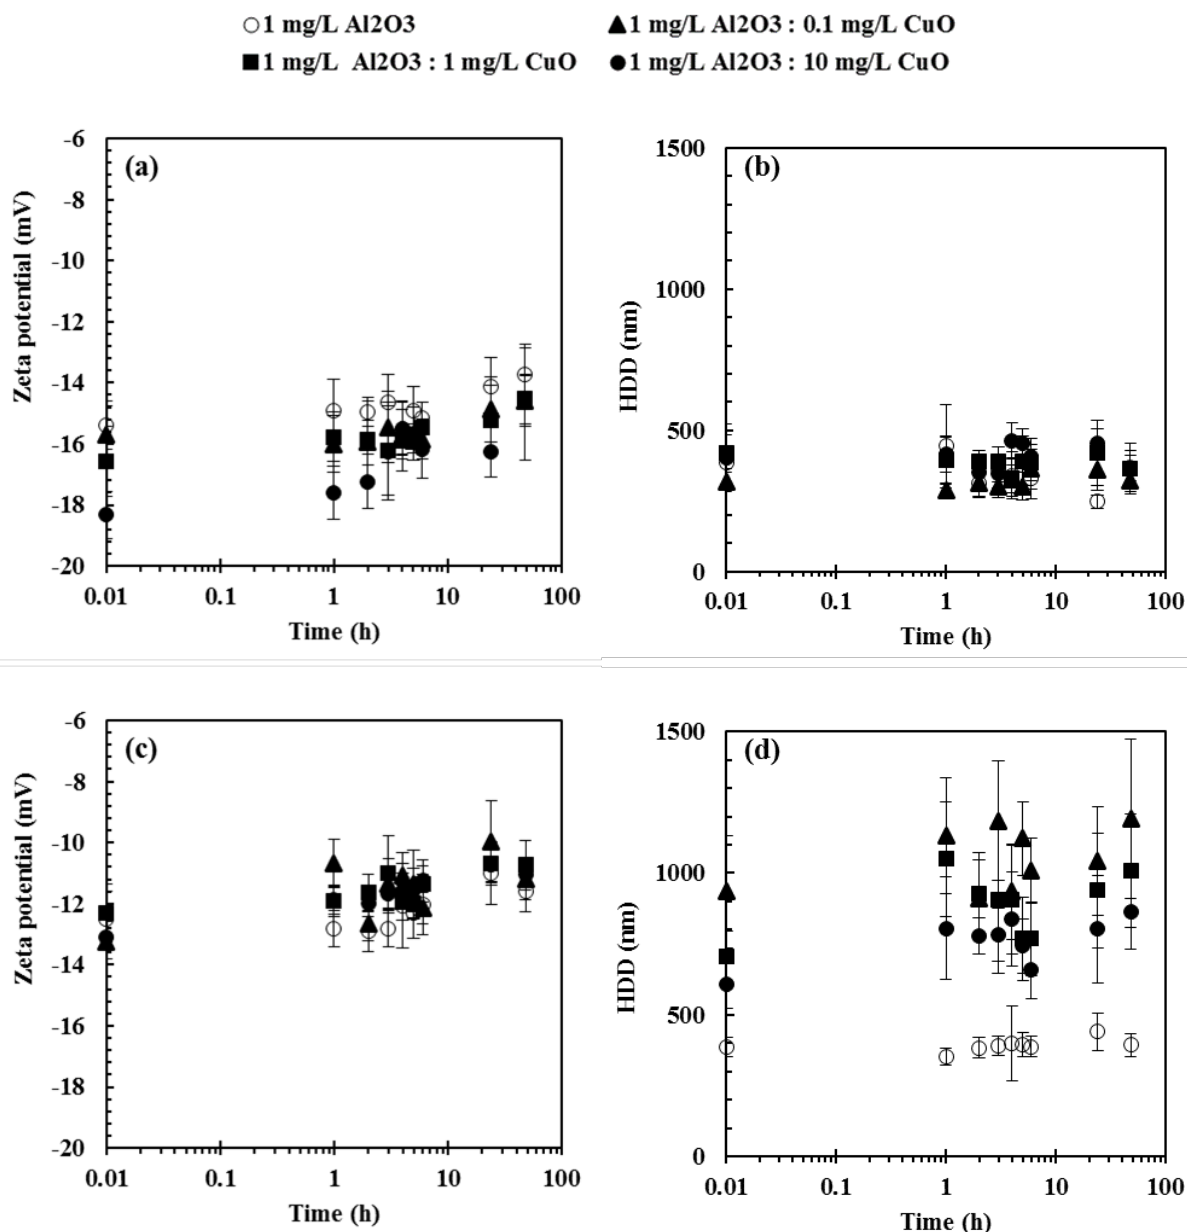 1 mg/L Al2O3
1 mg/L Al2O3 : 0.1 mg/L CuO
1 mg/L Al2O3 : 1 mg/L CuO
1 mg/L Al2O3 : 10 mg/L CuO
(a)
Zeta potential (mV)
-6
-8
-10
-12
-14
-16
-18
-20
0.01 0.1 1 10 100
Time (h)
(b)
HDD (nm)
1500
1000
500
0
0.01 0.1 1 10 100
Time (h)
(c)
Zeta potential (mV)
-6
-8
-10
-12
-14
-16
-18
-20
0.01 0.1 1 10 100
Time (h)
(d)
HDD (nm)
1500
1000
500
0
0.01 0.1 1 10 100
Time (h)